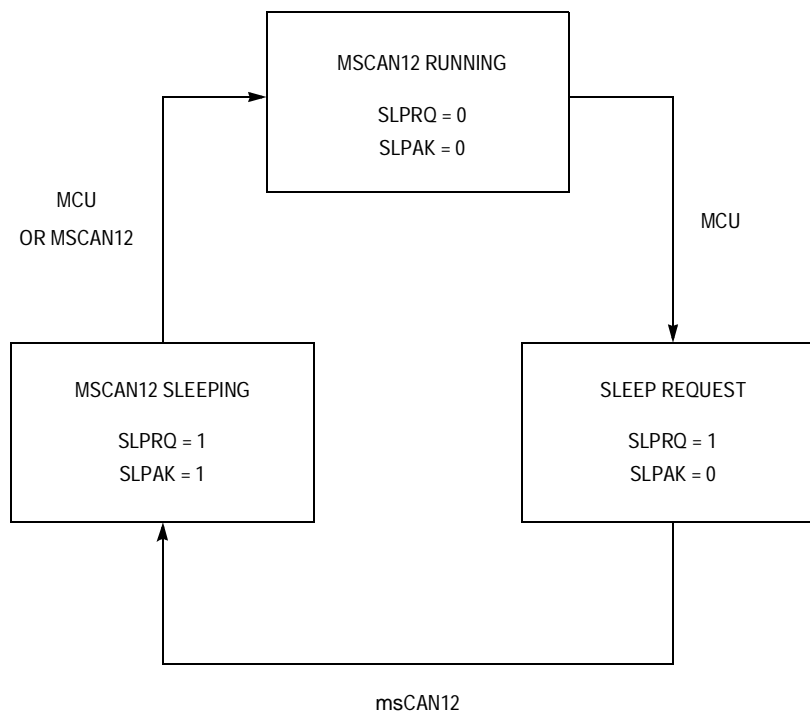 MSCAN12 RUNNING
SLPRQ = 0
SLPAK = 0
MCU
OR MSCAN12
MCU
MSCAN12 SLEEPING
SLPRQ = 1
SLPAK = 1
SLEEP REQUEST
SLPRQ = 1
SLPAK = 0
msCAN12